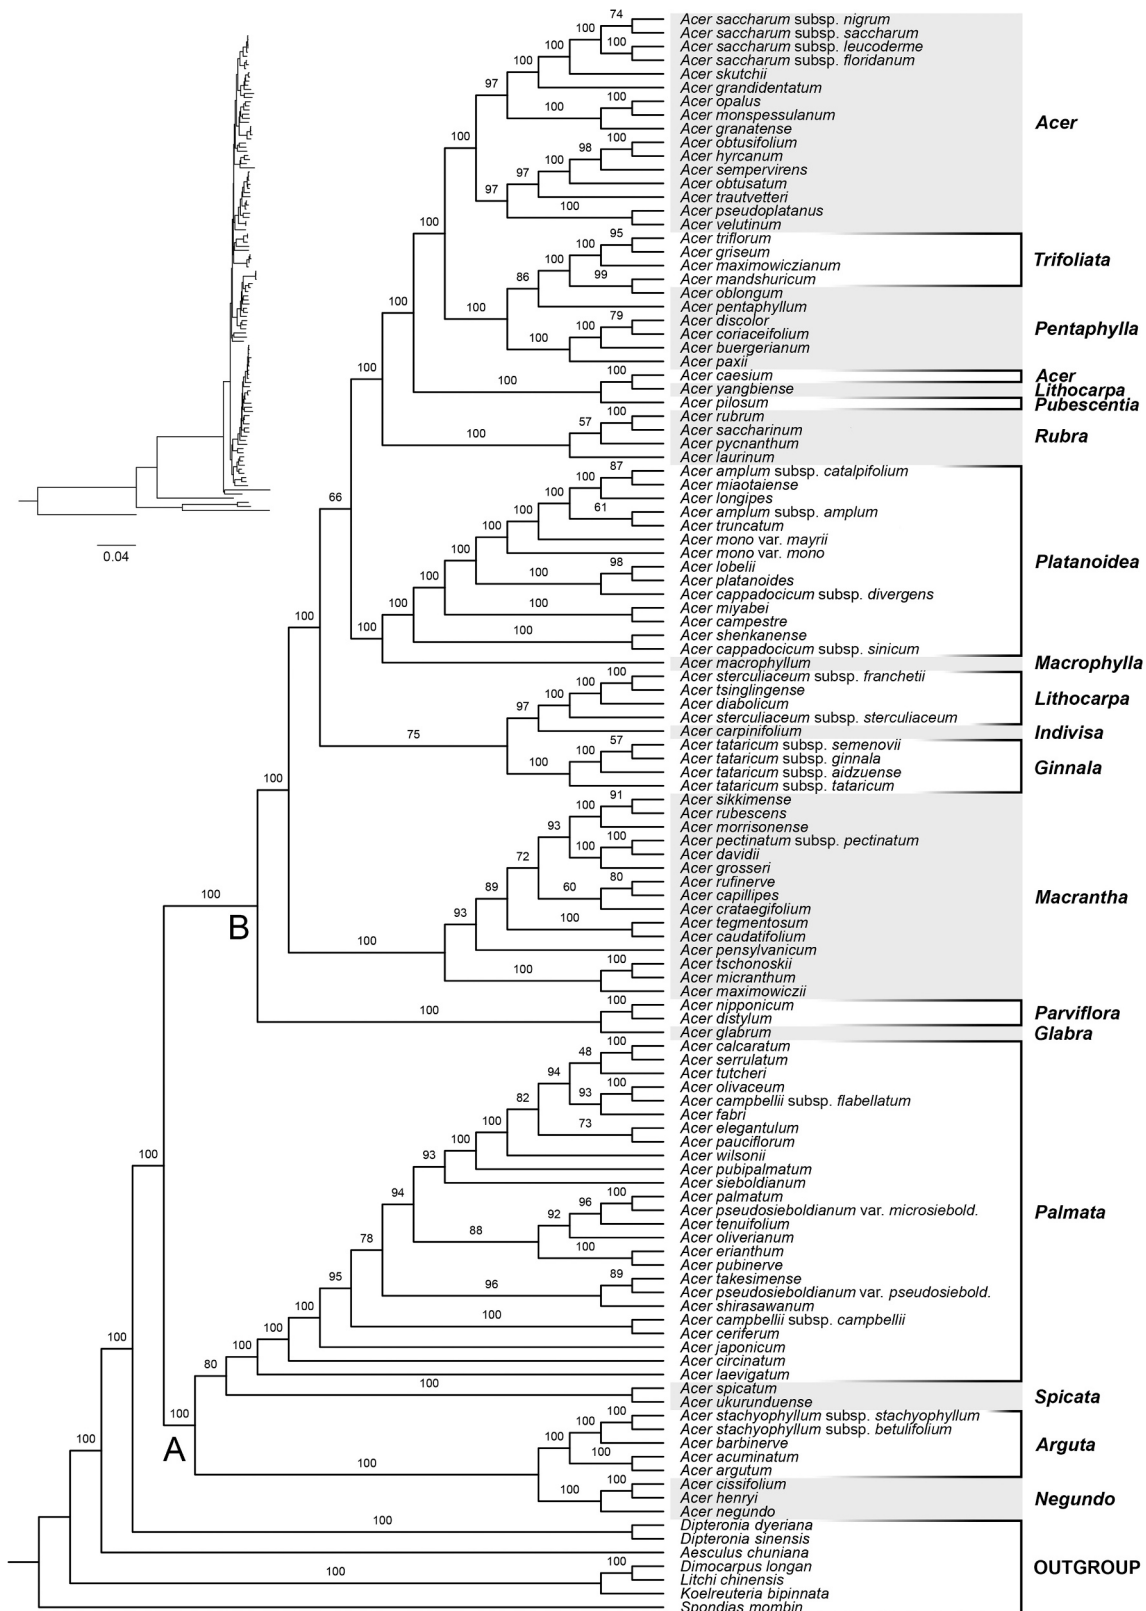 74
Acer saccharum subsp. nigrum
100
Acer saccharum subsp. saccharum
100 100
Acer saccharum subsp. leucoderme
100
Acer saccharum subsp. floridanum
Acer skutchii
97
Acer grandidentatum
100 100
Acer opalus
Acer monspessulanum
Acer
Acer granatense
100
100
Acer obtusifolium
98
Acer hyrcanum
100
Acer sempervirens
97
Acer obtusatum
97
Acer trautvetteri
100
Acer pseudoplatanus
Acer velutinum
100
95
Acer triflorum
100
Acer griseum
100
Acer maximowiczianum
Trifoliata
86 99
Acer mandshuricum
Acer oblongum
100
Acer pentaphyllum
100
79
Acer discolor
100
Acer coriaceifolium
Pentaphylla
100
Acer buergerianum
Acer paxii
100
100 100
Acer caesium
Acer
Acer yangbiense
Lithocarpa
Acer pilosum
Pubescentia
100
Acer rubrum
57
Acer saccharinum
100
Acer pycnanthum
Rubra
Acer laurinum
87
Acer amplum subsp. catalpifolium
100
Acer miaotaiense
66 100
Acer longipes
61
Acer amplum subsp. amplum
100
Acer truncatum
100
Acer mono var. mayrii
Acer mono var. mono
100
98
Acer lobelii
Platanoidea
100
Acer platanoides
100
Acer cappadocicum subsp. divergens
100
100
Acer miyabei
100
Acer campestre
100
100
Acer shenkanense
Acer cappadocicum subsp. sinicum
Acer macrophyllum
Macrophylla
100
Acer sterculiaceum subsp. franchetii
100
Acer tsinglingense
100
Acer diabolicum
Lithocarpa
97
Acer sterculiaceum subsp. sterculiaceum
Acer carpinifolium
Indivisa
75
57
Acer tataricum subsp. semenovii
100
Acer tataricum subsp. ginnala
100
Acer tataricum subsp. aidzuense
Ginnala
Acer tataricum subsp. tataricum
100
91
Acer sikkimense
100
Acer rubescens
93
Acer morrisonense
100
Acer pectinatum subsp. pectinatum
100
Acer davidii
72
Acer grosseri
80
Acer rufinerve
89 60
Acer capillipes
Macrantha
100
Acer crataegifolium
93 100
Acer tegmentosum
B
Acer caudatifolium
100
Acer pensylvanicum
100
Acer tschonoskii
100
Acer micranthum
Acer maximowiczii
100
Acer nipponicum
100
Acer distylum
Parviflora
Acer glabrum
Glabra
100
Acer calcaratum
48
Acer serrulatum
94
Acer tutcheri
100
Acer olivaceum
93
Acer campbellii subsp. flabellatum
82
Acer fabri
73
Acer elegantulum
100
Acer pauciflorum
100
Acer wilsonii
93
100
Acer pubipalmatum
Acer sieboldianum
100
Acer palmatum
94 96
Acer pseudosieboldianum var. microsiebold.
Palmata
92
Acer tenuifolium
88
Acer oliverianum
78 100
Acer erianthum
Acer pubinerve
89
Acer takesimense
95 96
Acer pseudosieboldianum var. pseudosiebold.
Acer shirasawanum
100
100
Acer campbellii subsp. campbellii
Acer ceriferum
100
Acer japonicum
100
100
Acer circinatum
80
Acer laevigatum
100
Acer spicatum
Acer ukurunduense
Spicata
100
100
Acer stachyophyllum subsp. stachyophyllum
100
Acer stachyophyllum subsp. betulifolium
100
Acer barbinerve
Arguta
A
100
Acer acuminatum
100
Acer argutum
100
100
Acer cissifolium
100
Acer henryi
Negundo
Acer negundo
100
Dipteronia dyeriana
Dipteronia sinensis
Aesculus chuniana
100
100
Dimocarpus longan
OUTGROUP
Litchi chinensis
Koelreuteria bipinnata
Spondias mombin
0.04